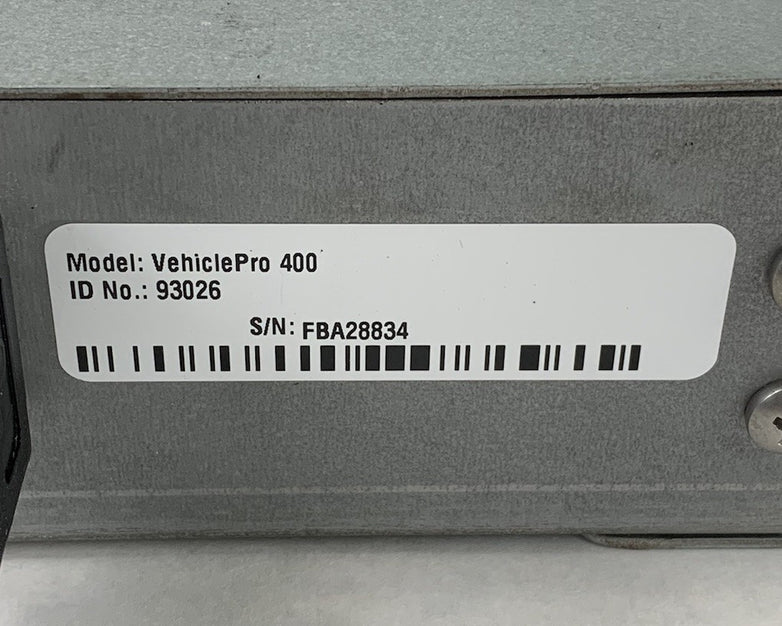 Model: VehiclePro 400
ID No.: 93026
S/N: FBA28834